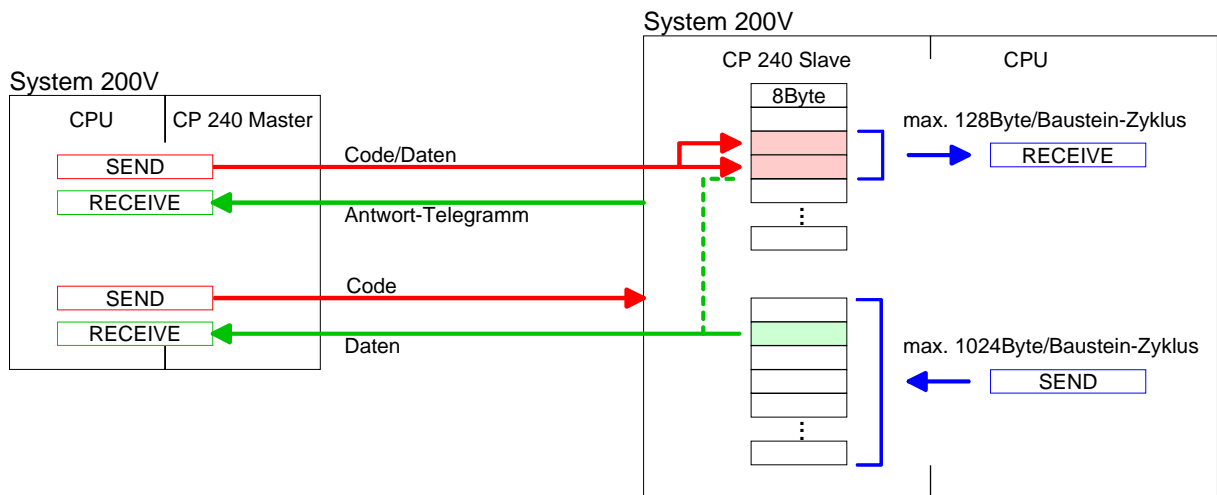 System 200V
CPU
CP 240 Master
SEND
RECEIVE
SEND
RECEIVE
Code/Daten
Antwort-Telegramm
Code
Daten
System 200V
CP 240 Slave
CPU
8Byte
max. 128Byte/Baustein-Zyklus
RECEIVE
max. 1024Byte/Baustein-Zyklus
SEND